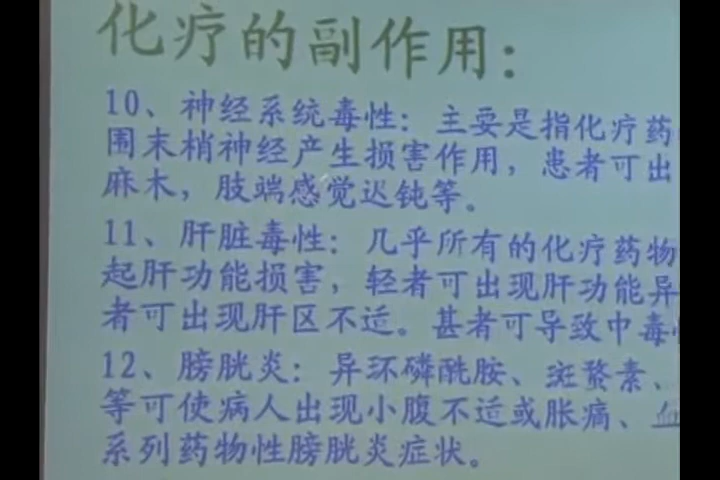 化疗的副作用：
10、神经系统毒性：主要是指化疗药
围末梢神经产生损害作用，患者可出
麻木，肢端感觉迟钝等。
11、肝脏毒性：几乎所有的化疗药物
起肝功能损害，轻者可出现肝功能异
者可出现肝区不适。甚者可导致中毒
12、膀胱炎：异环磷酰胺、斑蝥素、
等可使病人出现小腹不适或胀痛、血
系列药物性膀胱炎症状。